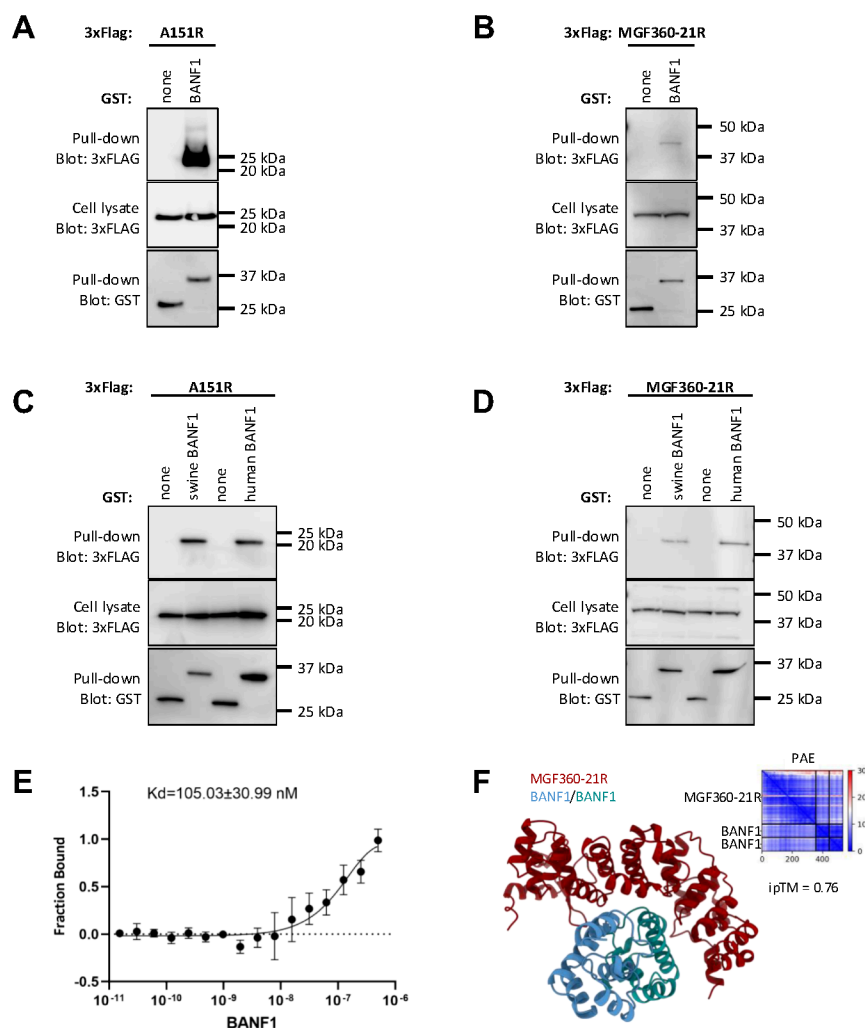 A
3xFlag: A151R
none
BANF1
GST:
Pull-down
Blot: 3xFLAG
25 kDa
20 kDa
Cell lysate
Blot: 3xFLAG
25 kDa
20 kDa
Pull-down
Blot: GST
37 kDa
25 kDa
B
3xFlag: MGF360-21R
none
BANF1
GST:
Pull-down
Blot: 3xFLAG
50 kDa
37 kDa
Cell lysate
Blot: 3xFLAG
50 kDa
37 kDa
Pull-down
Blot: GST
37 kDa
25 kDa
C
3xFlag: A151R
none
swine BANF1
none
human BANF1
GST:
Pull-down
Blot: 3xFLAG
25 kDa
20 kDa
Cell lysate
Blot: 3xFLAG
25 kDa
20 kDa
Pull-down
Blot: GST
37 kDa
25 kDa
D
3xFlag: MGF360-21R
none
swine BANF1
none
human BANF1
GST:
Pull-down
Blot: 3xFLAG
50 kDa
37 kDa
Cell lysate
Blot: 3xFLAG
50 kDa
37 kDa
Pull-down
Blot: GST
37 kDa
25 kDa
E
Kd=105.03±30.99 nM
Fraction Bound
1.5
1.0
0.5
0.0
-0.5
10⁻¹¹ 10⁻¹⁰ 10⁻⁹ 10⁻⁸ 10⁻⁷ 10⁻⁶
BANF1
F
MGF360-21R
BANF1/BANF1
PAE
MGF360-21R
BANF1
BANF1
30
20
10
0
0 200 400
ipTM = 0.76